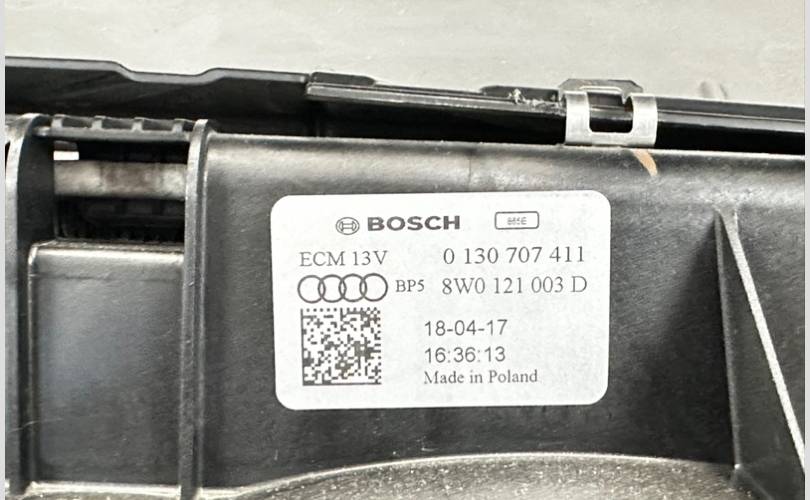 BOSCH
ECM 13V 0 130 707 411
BP5 8W0 121 003 D
18-04-17
16:36:13
Made in Poland